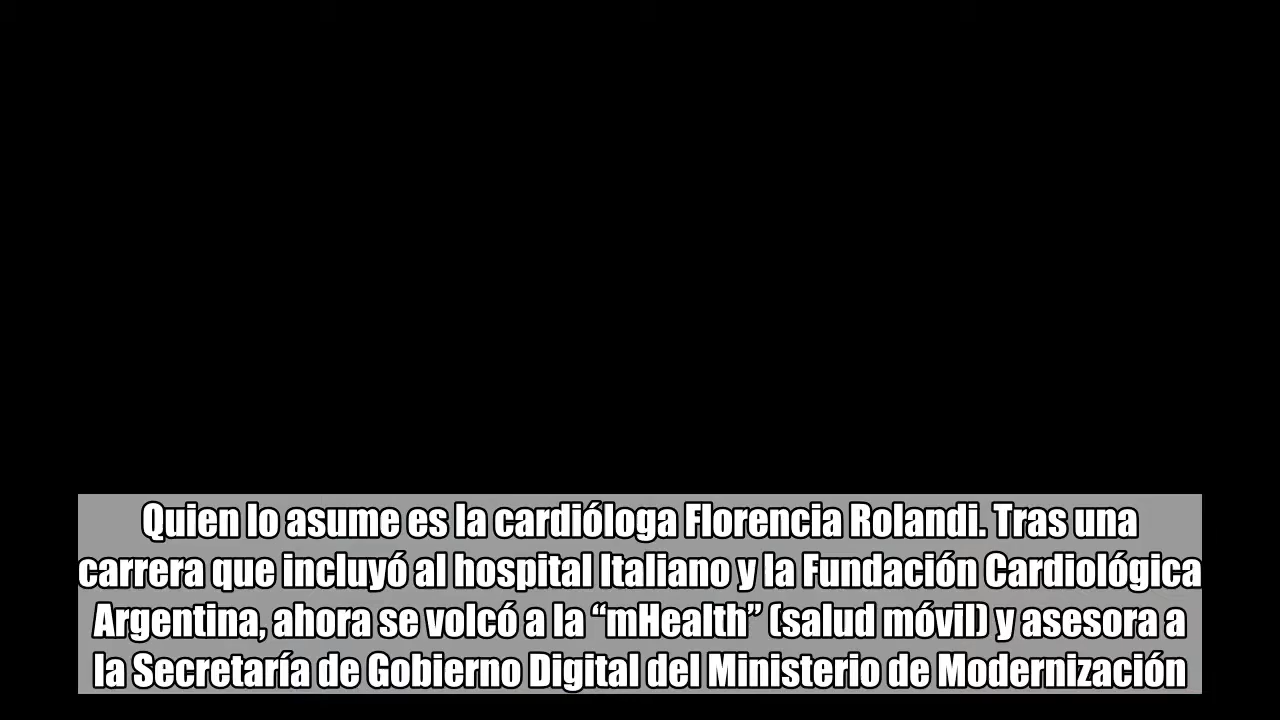 Quien lo asume es la cardióloga Florencia Rolandi. Tras una
carrera que incluyó al hospital Italiano y la Fundación Cardiológica
Argentina, ahora se volcó a la “mHealth” (salud móvil) y asesora a
la Secretaría de Gobierno Digital del Ministerio de Modernización